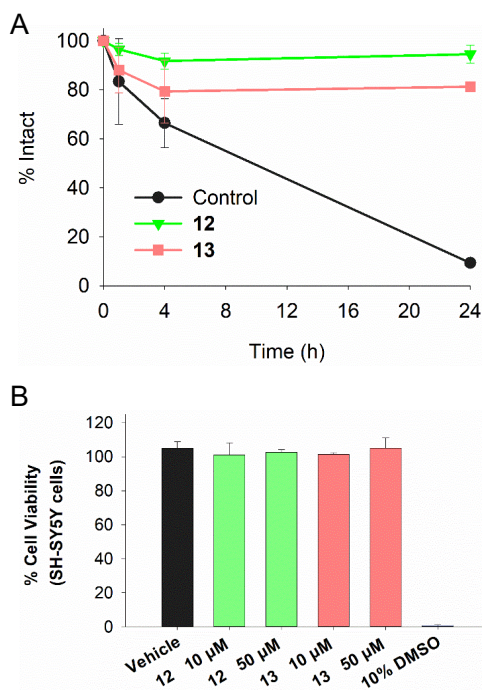 A
100
80
60
40
20
0
% Intact
Control
12
13
0 4 8 12 16 20 24
Time (h)
B
120
100
80
60
40
20
0
% Cell Viability
(SH-SY5Y cells)
Vehicle
12 10 µM
12 50 µM
13 10 µM
13 50 µM
10% DMSO